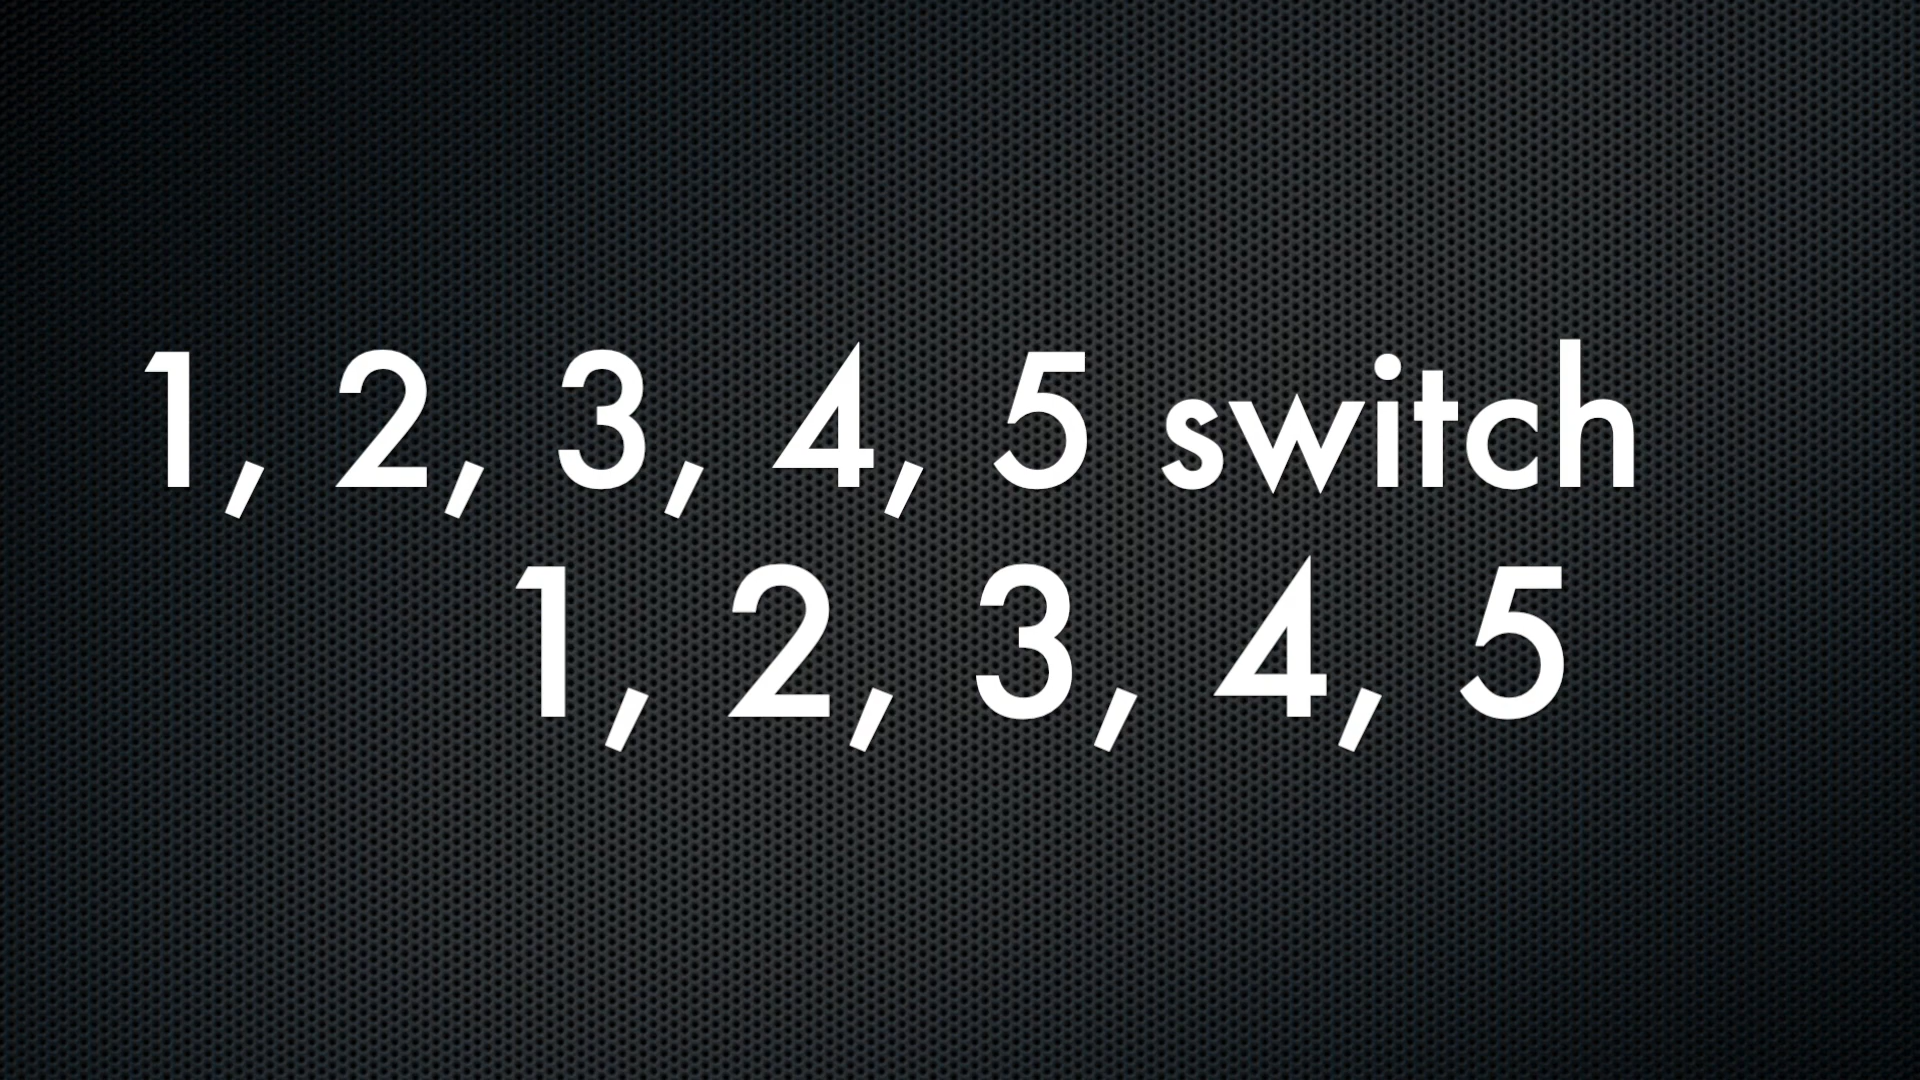 1, 2, 3, 4, 5 switch
1, 2, 3, 4, 5